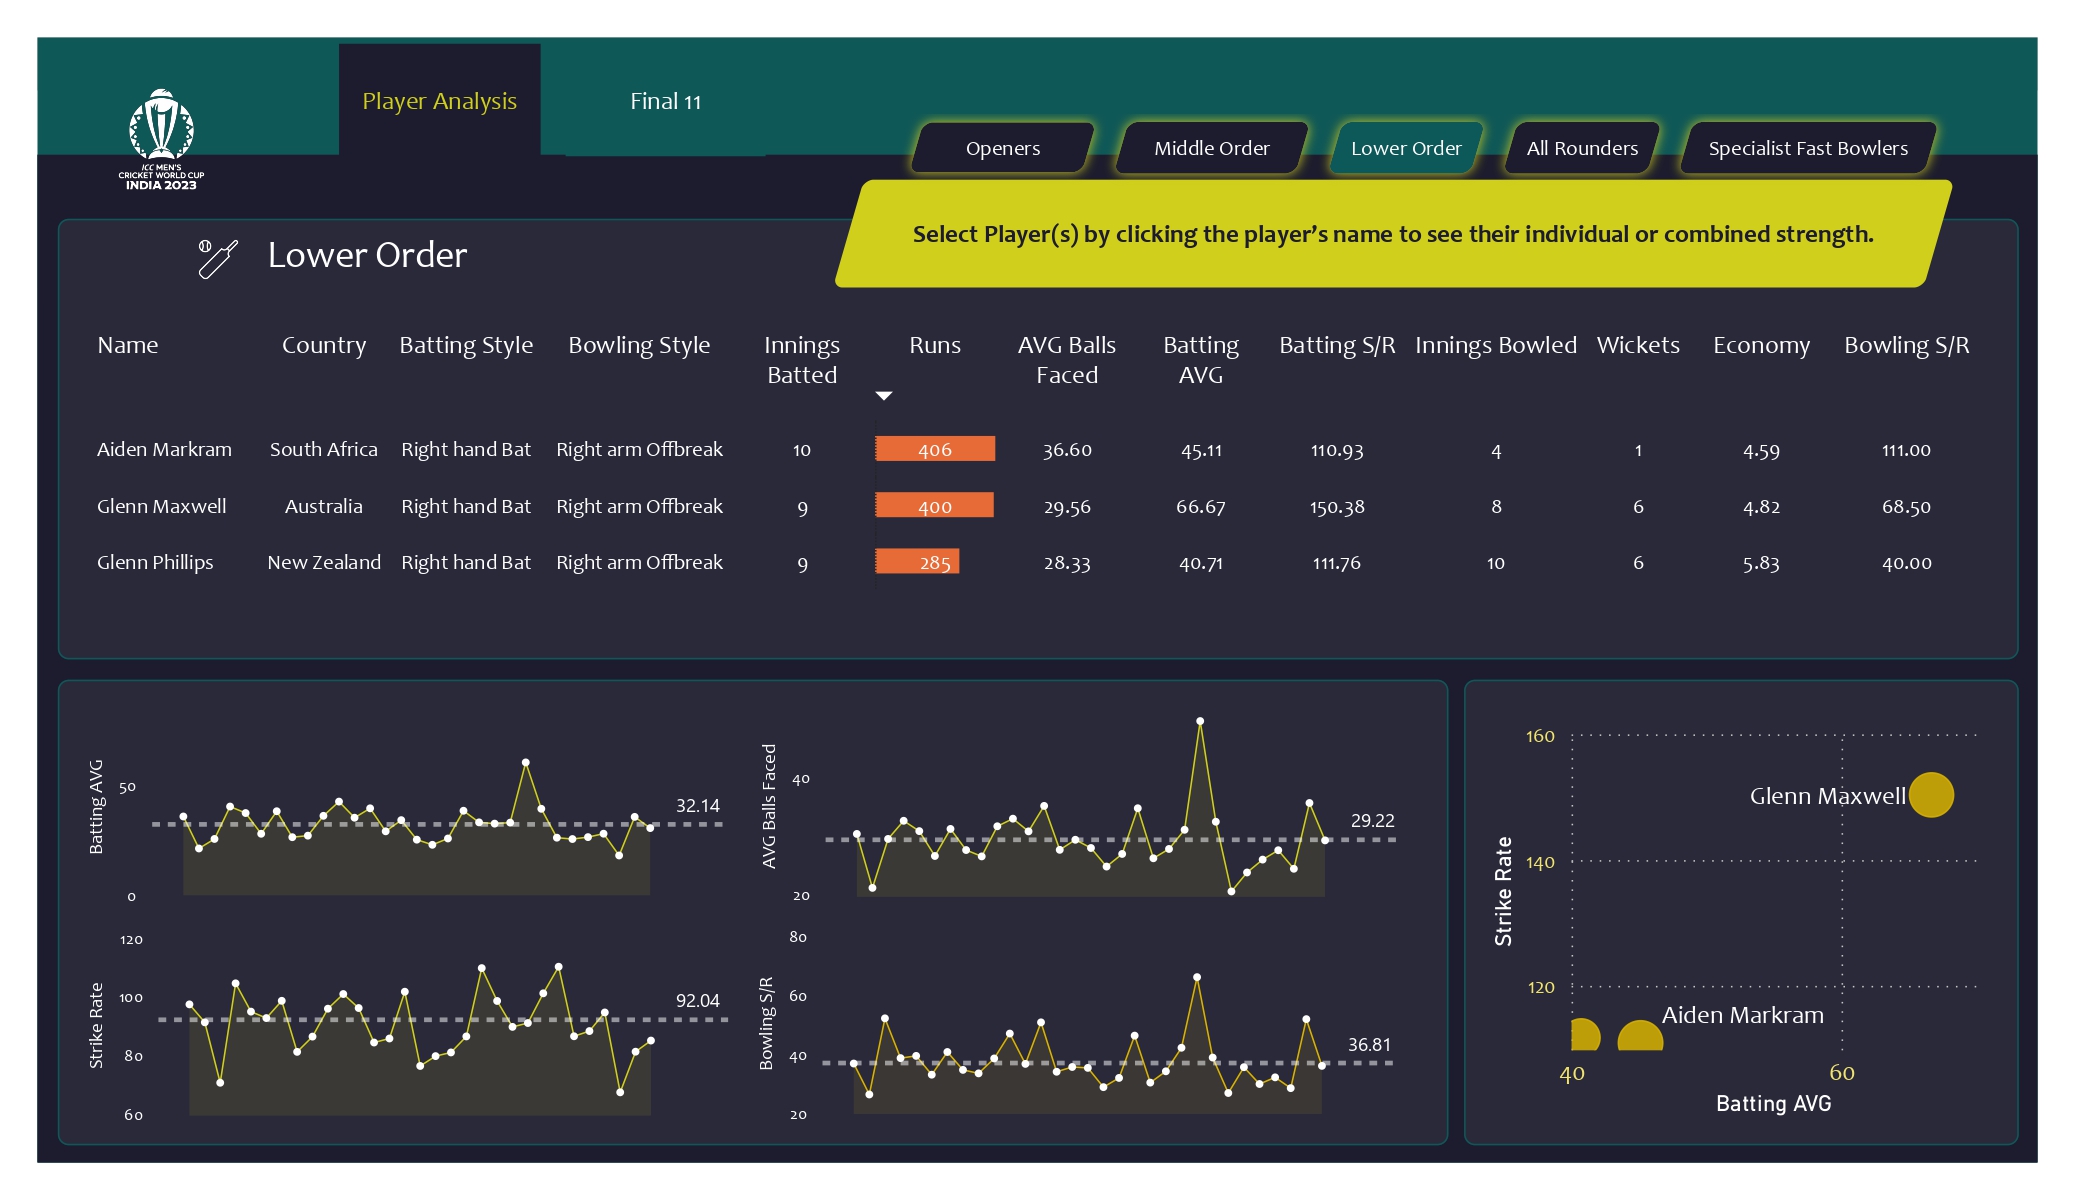 Player Analysis
Final 11
ICC MEN'S
CRICKET WORLD CUP
INDIA 2023
Openers
Middle Order
Lower Order
All Rounders
Specialist Fast Bowlers
Select Player(s) by clicking the player's name to see their individual or combined strength.
Lower Order
Name Country Batting Style Bowling Style Innings Batted Runs AVG Balls Faced Batting AVG Batting S/R Innings Bowled Wickets Economy Bowling S/R
Aiden Markram South Africa Right hand Bat Right arm Offbreak 10 406 36.60 45.11 110.93 4 1 4.59 111.00
Glenn Maxwell Australia Right hand Bat Right arm Offbreak 9 400 29.56 66.67 150.38 8 6 4.82 68.50
Glenn Phillips New Zealand Right hand Bat Right arm Offbreak 9 285 28.33 40.71 111.76 10 6 5.83 40.00
Batting AVG
50
0
32.14
AVG Balls Faced
40
20
29.22
Strike Rate
120
100
80
60
92.04
Bowling S/R
80
60
40
20
36.81
Strike Rate
160
140
120
Glenn Maxwell
Aiden Markram
40
60
Batting AVG